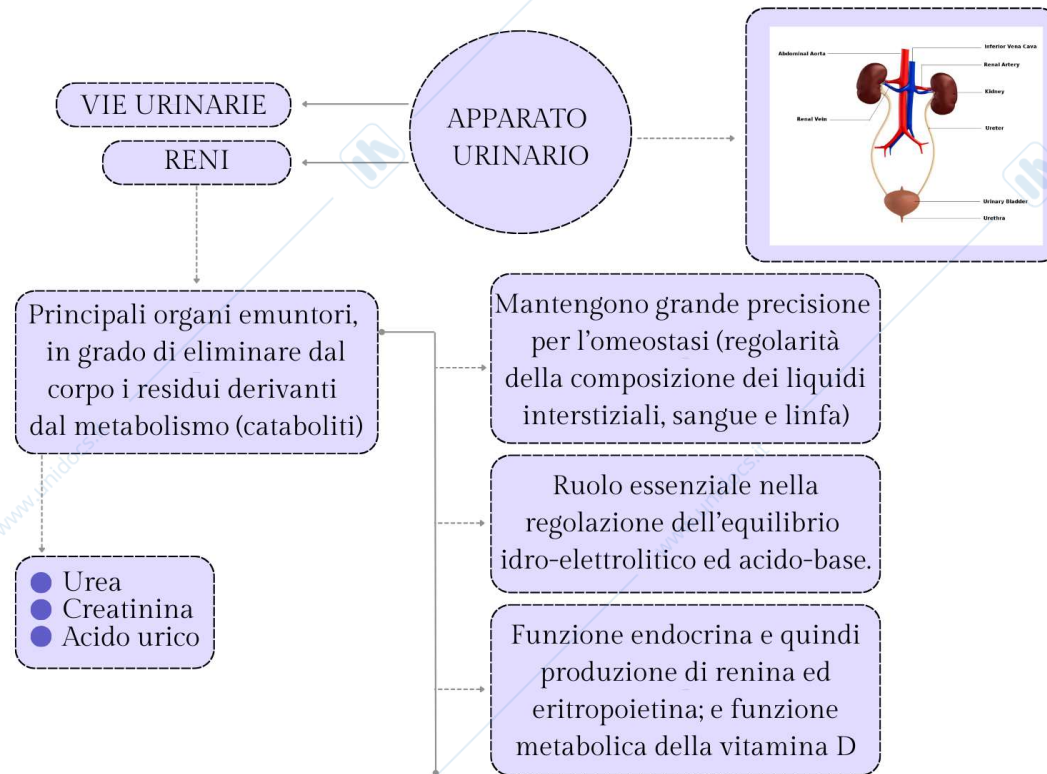 APPARATO
URINARIO
VIE URINARIE
RENI
Abdominal Aorta
Inferior Vena Cava
Renal Artery
Kidney
Renal Vein
Ureter
Urinary Bladder
Urethra
Principali organi emuntori,
in grado di eliminare dal
corpo i residui derivanti
dal metabolismo (cataboliti)
Urea
Creatinina
Acido urico
Mantengono grande precisione
per l'omeostasi (regolarità
della composizione dei liquidi
interstiziali, sangue e linfa)
Ruolo essenziale nella
regolazione dell'equilibrio
idro-elettrolitico ed acido-base.
Funzione endocrina e quindi
produzione di renina ed
eritropoietina; e funzione
metabolica della vitamina D